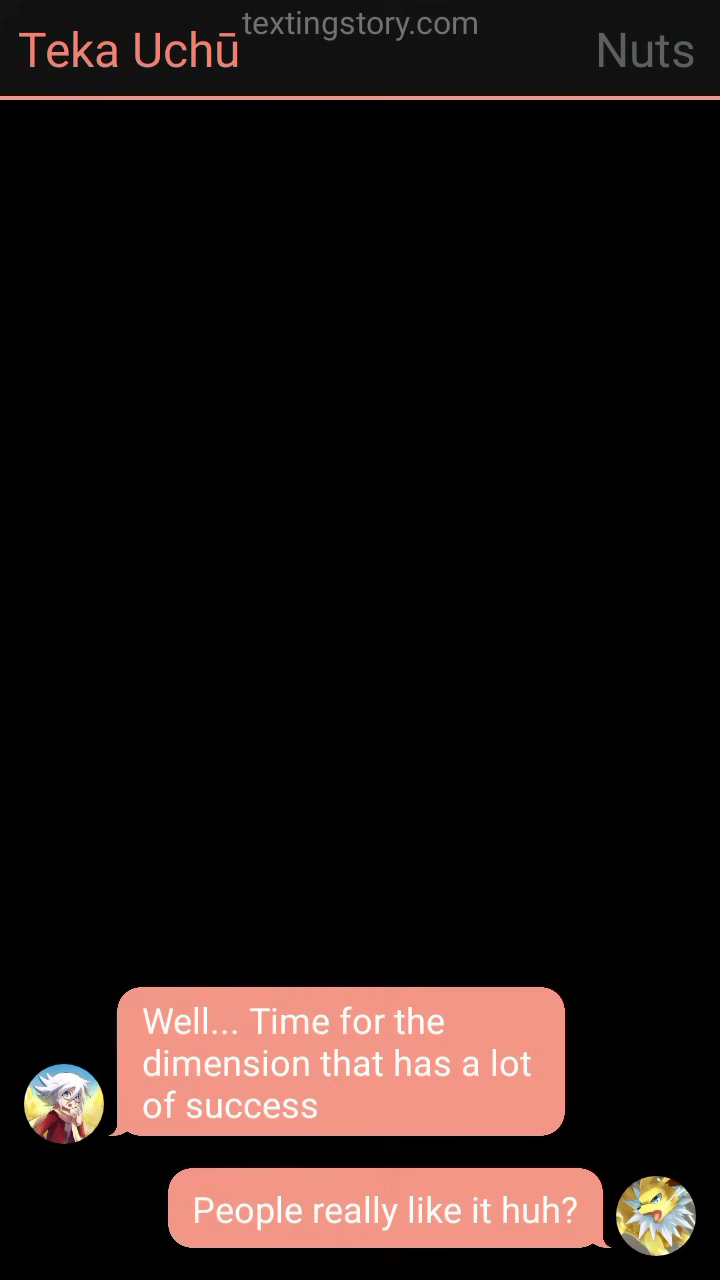 textingstory.com
Teka Uchū
Nuts
Well... Time for the
dimension that has a lot
of success
People really like it huh?